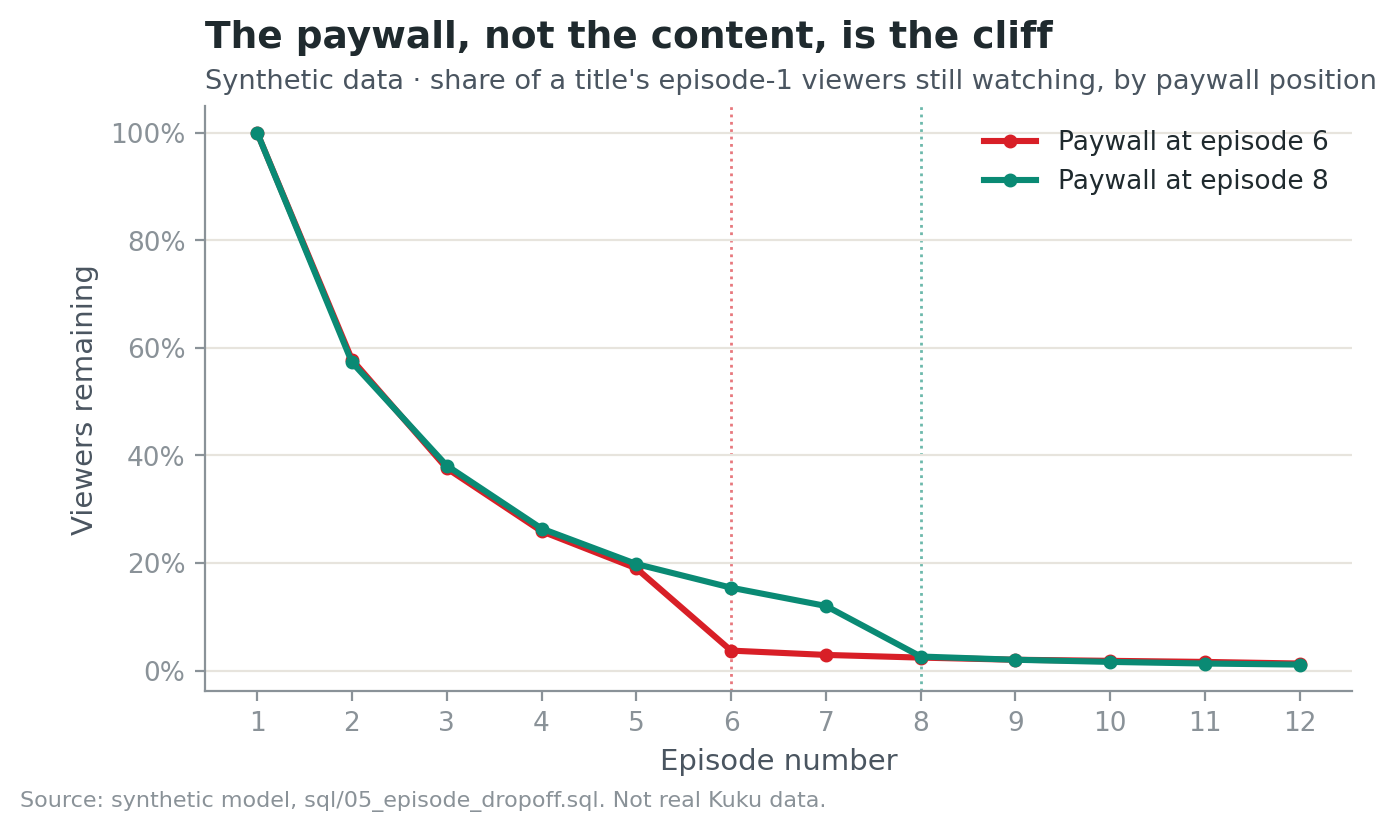 The paywall, not the content, is the cliff
Synthetic data · share of a title's episode-1 viewers still watching, by paywall position
100%
80%
60%
40%
20%
0%
Viewers remaining
Paywall at episode 6
Paywall at episode 8
1 2 3 4 5 6 7 8 9 10 11 12
Episode number
Source: synthetic model, sql/05_episode_dropoff.sql. Not real Kuku data.